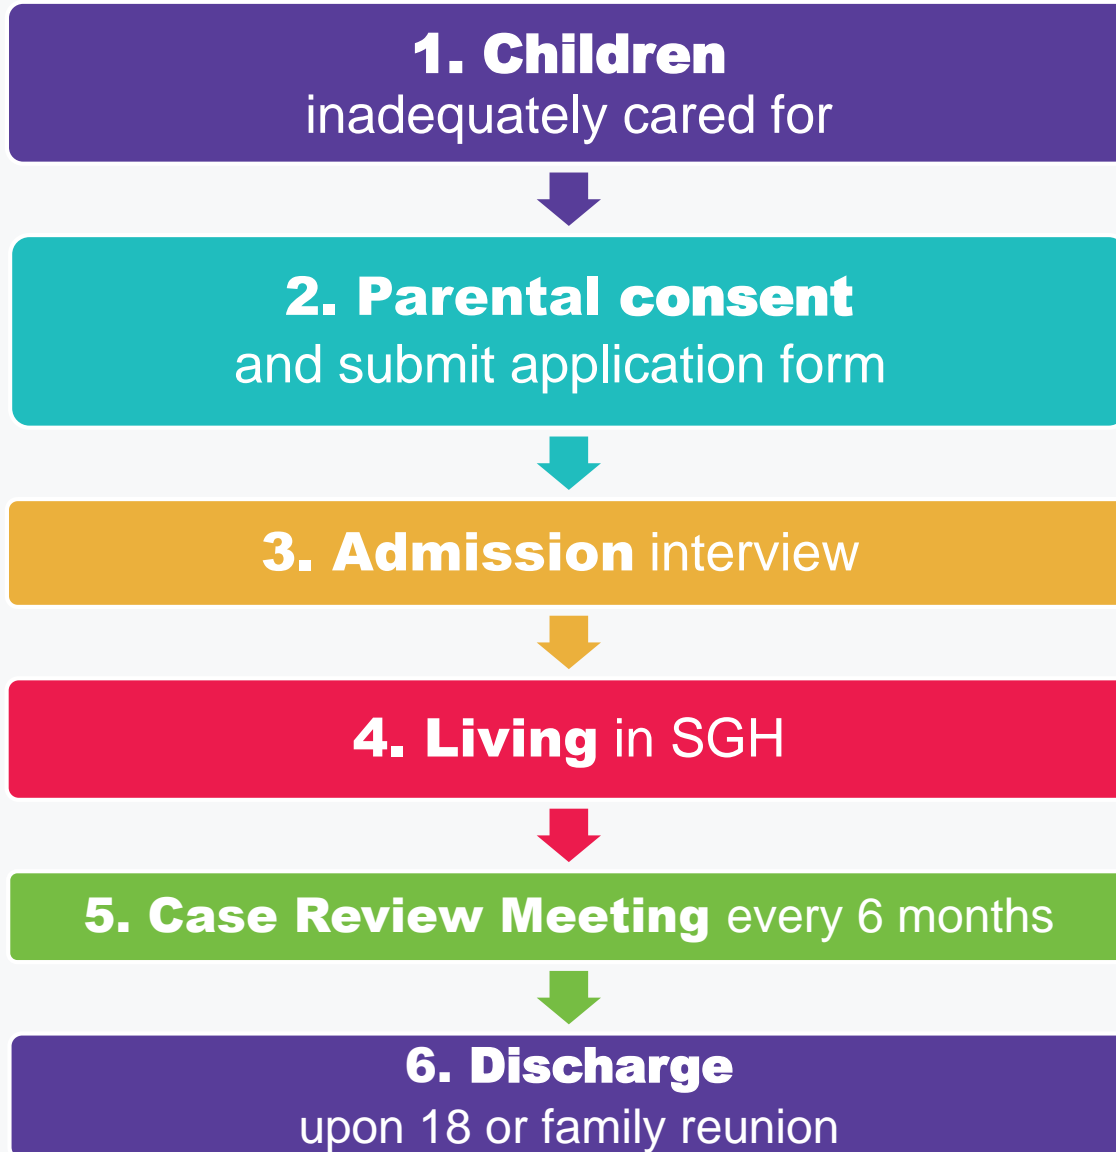 1. Children
inadequately cared for
2. Parental consent
and submit application form
3. Admission interview
4. Living in SGH
5. Case Review Meeting every 6 months
6. Discharge
upon 18 or family reunion